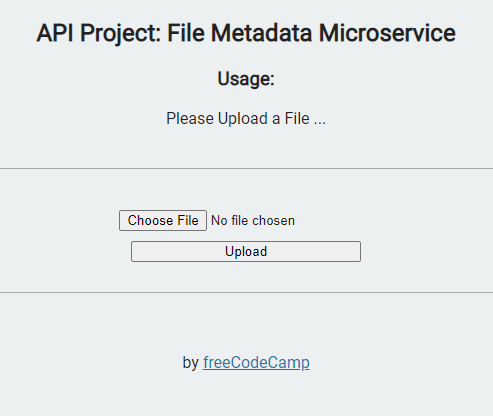 API Project: File Metadata Microservice
Usage:
Please Upload a File ...
Choose File No file chosen
Upload
by freeCodeCamp